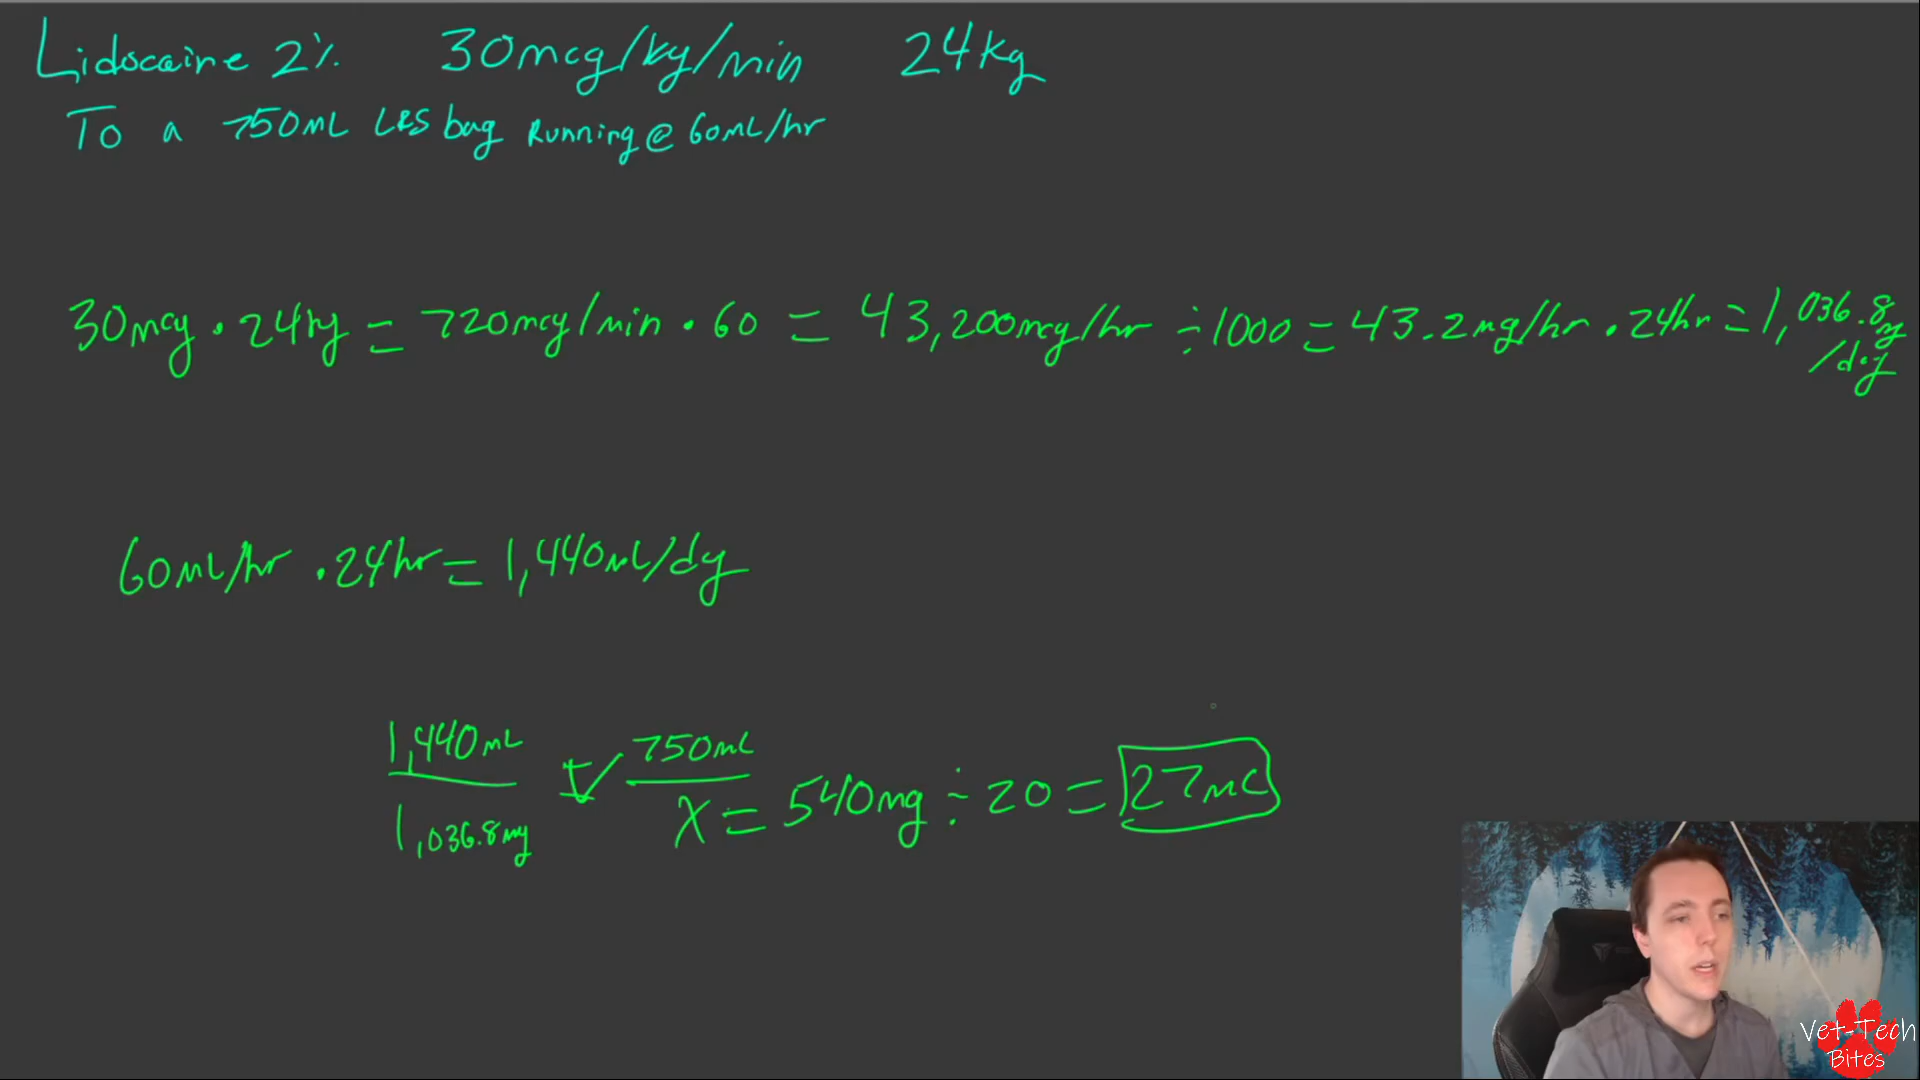 Lidocaine 2% 30mcg/kg/min 24kg
To a 750mL LRS bag Running @ 60mL/hr
30mcg · 24kg = 720mcg/min · 60 = 43,200mcg/hr ÷ 1000 = 43.2mg/hr · 24hr = 1,036.8mg
/day
60mL/hr · 24hr = 1,440mL/dy
1,440mL 750mL
1,036.8mg X = 540mg ÷ 20 = 27mL
Vet-Tech
Bites